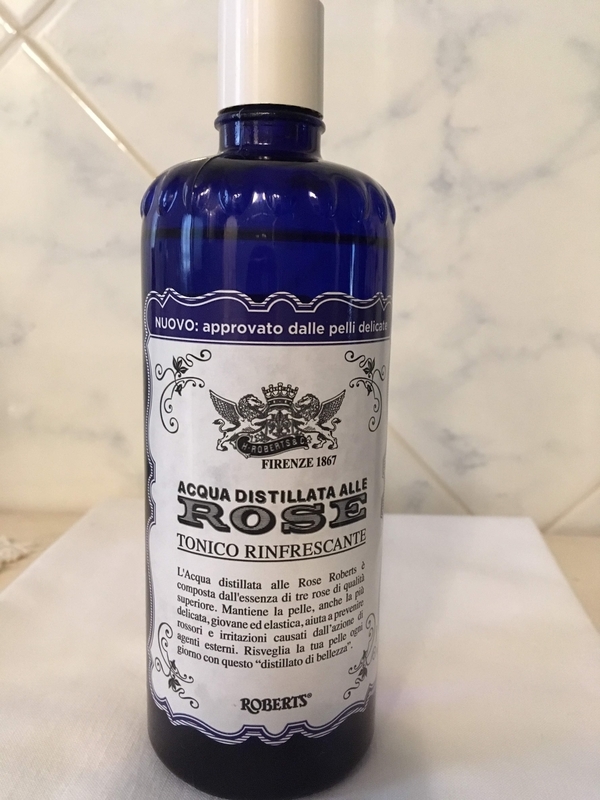 NUOVO: approvato dalle pelli delicate
H·ROBERTS & Co
FIRENZE 1867
ACQUA DISTILLATA ALLE
ROSE
TONICO RINFRESCANTE
L'Acqua distillata alle Rose Roberts è
composta dall'essenza di tre rose di qualità
superiore. Mantiene la pelle, anche la più
delicata, giovane ed elastica, aiuta a prevenire
rossori e irritazioni causati dall'azione di
agenti esterni. Risveglia la tua pelle ogni
giorno con questo “distillato di bellezza”.
ROBERTS®